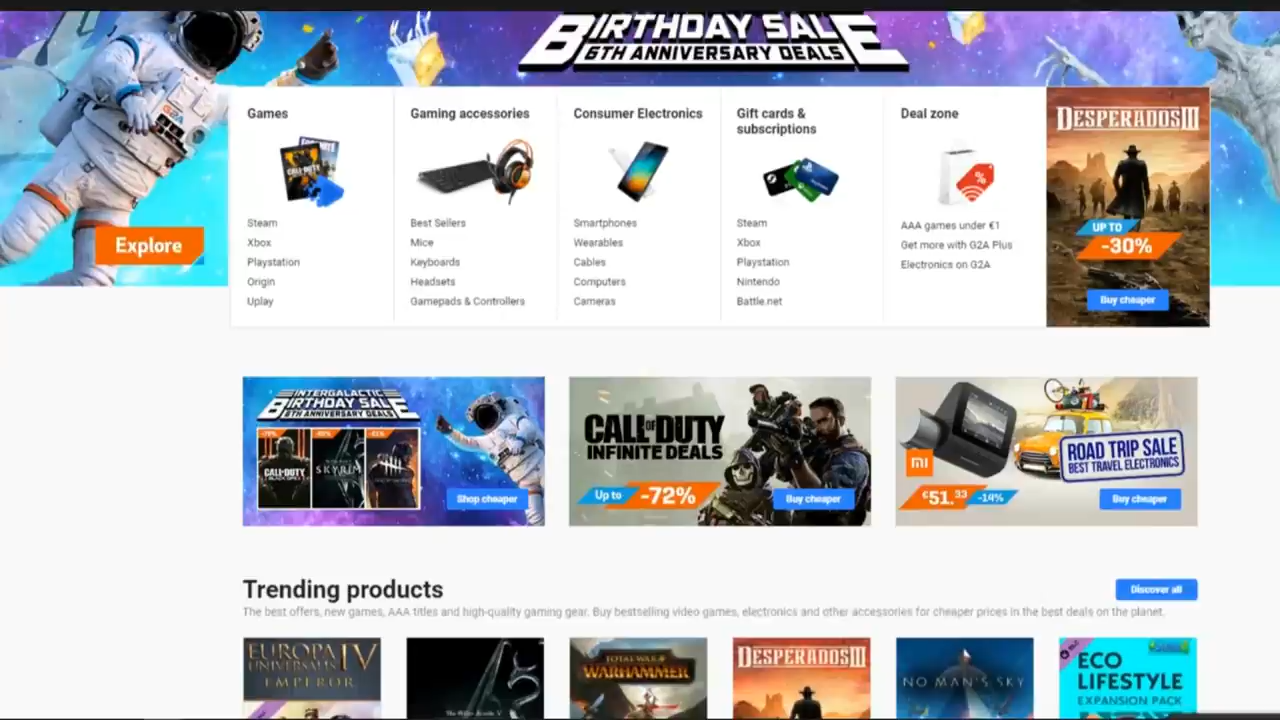 BIRTHDAY SALE
6TH ANNIVERSARY DEALS
G2A
Explore
Games
Steam
Xbox
Playstation
Origin
Uplay
Gaming accessories
Best Sellers
Mice
Keyboards
Headsets
Gamepads & Controllers
Consumer Electronics
Smartphones
Wearables
Cables
Computers
Cameras
Gift cards &
subscriptions
Steam
Xbox
Playstation
Nintendo
Battle.net
Deal zone
%
AAA games under €1
Get more with G2A Plus
Electronics on G2A
DESPERADOS III
UP TO
-30%
Buy cheaper
INTERGALACTIC
BIRTHDAY SALE
6TH ANNIVERSARY DEALS
CALL OF DUTY
SKYRIM
Shop cheaper
CALL OF DUTY
INFINITE DEALS
Up to -72%
Buy cheaper
MI
ROAD TRIP SALE
BEST TRAVEL ELECTRONICS
€51.33 -14%
Buy cheaper
Trending products
Discover all
The best offers, new games, AAA titles and high-quality gaming gear. Buy bestselling video games, electronics and other accessories for cheaper prices in the best deals on the planet.
EUROPA
UNIVERSALIS IV
EMPEROR
TOTAL WAR
WARHAMMER
DESPERADOS III
NO MAN'S SKY
ECO
LIFESTYLE
EXPANSION PACK